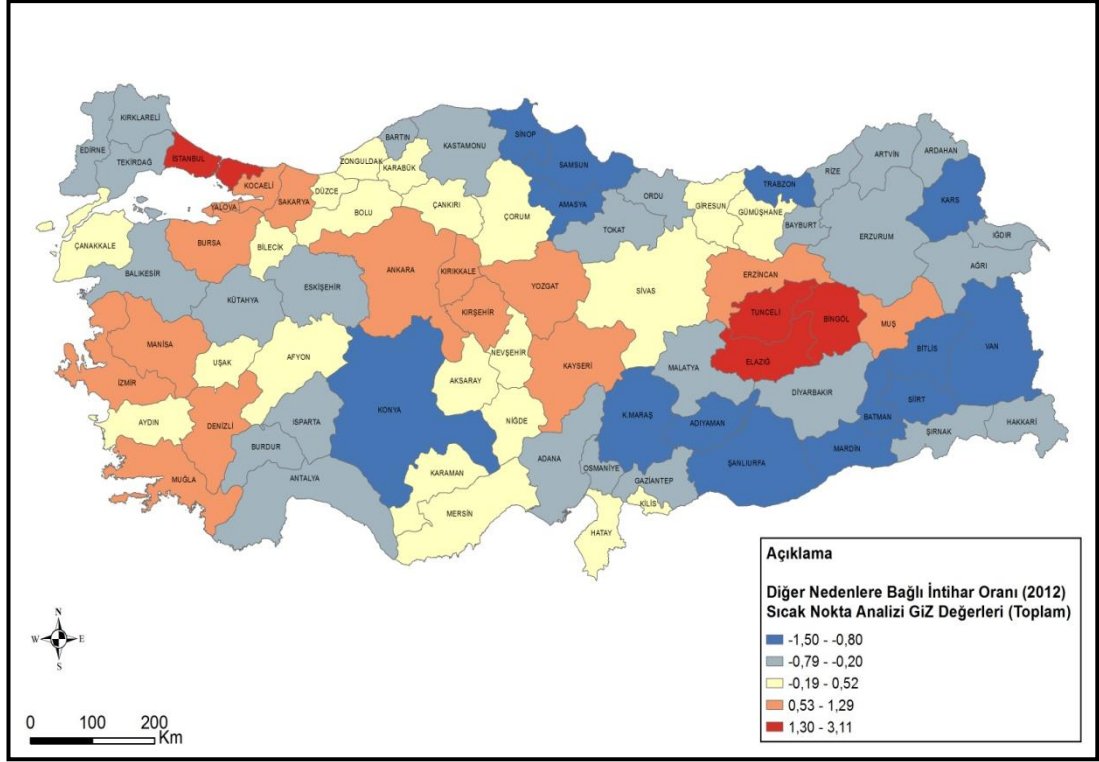 KIRKLARELİ
EDİRNE
TEKİRDAĞ
İSTANBUL
KOCAELİ
YALOVA
SAKARYA
DÜZCE
ZONGULDAK
BARTIN
KARABÜK
KASTAMONU
SİNOP
SAMSUN
AMASYA
ORDU
TOKAT
GİRESUN
GÜMÜŞHANE
TRABZON
BAYBURT
RİZE
ARTVİN
ARDAHAN
KARS
IĞDIR
AĞRI
ERZURUM
ÇANAKKALE
BALIKESİR
BURSA
BİLECİK
BOLU
ÇANKIRI
ÇORUM
KÜTAHYA
ESKİŞEHİR
ANKARA
KIRIKKALE
KIRŞEHİR
YOZGAT
SİVAS
ERZİNCAN
TUNCELİ
BİNGÖL
MUŞ
ELAZIĞ
BİTLİS
VAN
MANİSA
İZMİR
UŞAK
AFYON
AYDIN
DENİZLİ
MUĞLA
BURDUR
ISPARTA
ANTALYA
KONYA
AKSARAY
NEVŞEHİR
NİĞDE
KAYSERİ
KARAMAN
MERSİN
ADANA
OSMANİYE
K.MARAŞ
MALATYA
ADIYAMAN
GAZİANTEP
KİLİS
HATAY
ŞANLIURFA
DİYARBAKIR
MARDİN
BATMAN
SİİRT
ŞIRNAK
HAKKARİ
Açıklama
Diğer Nedenlere Bağlı İntihar Oranı (2012)
Sıcak Nokta Analizi GiZ Değerleri (Toplam)
-1,50 - -0,80
-0,79 - -0,20
-0,19 - 0,52
0,53 - 1,29
1,30 - 3,11
N
W E
S
0 100 200
Km